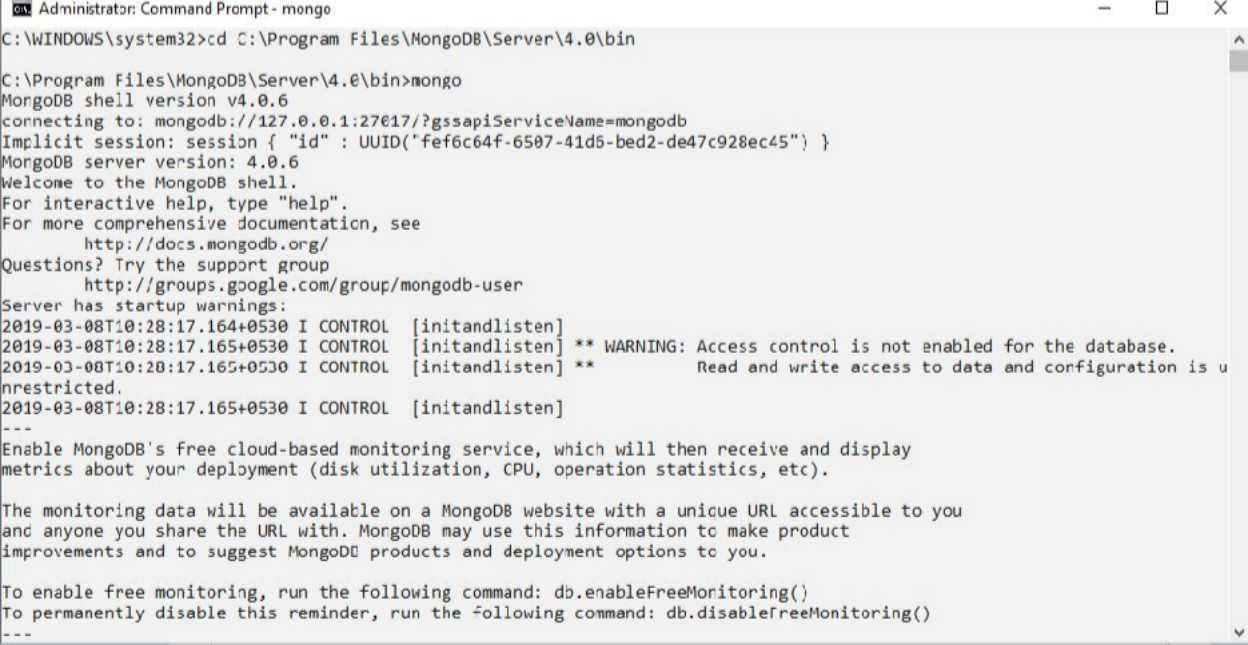 Administrator: Command Prompt - mongo
C:\WINDOWS\system32>cd C:\Program Files\MongoDB\Server\4.0\bin
C:\Program Files\MongoDB\Server\4.0\bin>mongo
MongoDB shell version v4.0.6
connecting to: mongodb://127.0.0.1:27017/?gssapiServiceName=mongodb
Implicit session: session { "id" : UUID("fef6c64f-6507-41d5-bed2-de47c928ec45") }
MongoDB server version: 4.0.6
Welcome to the MongoDB shell.
For interactive help, type "help".
For more comprehensive documentation, see
http://docs.mongodb.org/
Questions? Try the support group
http://groups.google.com/group/mongodb-user
Server has startup warnings:
2019-03-08T10:28:17.164+0530 I CONTROL  [initandlisten]
2019-03-08T10:28:17.165+0530 I CONTROL  [initandlisten] ** WARNING: Access control is not enabled for the database.
2019-03-08T10:28:17.165+0530 I CONTROL  [initandlisten] **          Read and write access to data and configuration is u
nrestricted.
2019-03-08T10:28:17.165+0530 I CONTROL  [initandlisten]
---
Enable MongoDB's free cloud-based monitoring service, which will then receive and display
metrics about your deployment (disk utilization, CPU, operation statistics, etc).
The monitoring data will be available on a MongoDB website with a unique URL accessible to you
and anyone you share the URL with. MongoDB may use this information to make product
improvements and to suggest MongoDB products and deployment options to you.
To enable free monitoring, run the following command: db.enableFreeMonitoring()
To permanently disable this reminder, run the following command: db.disableFreeMonitoring()
---